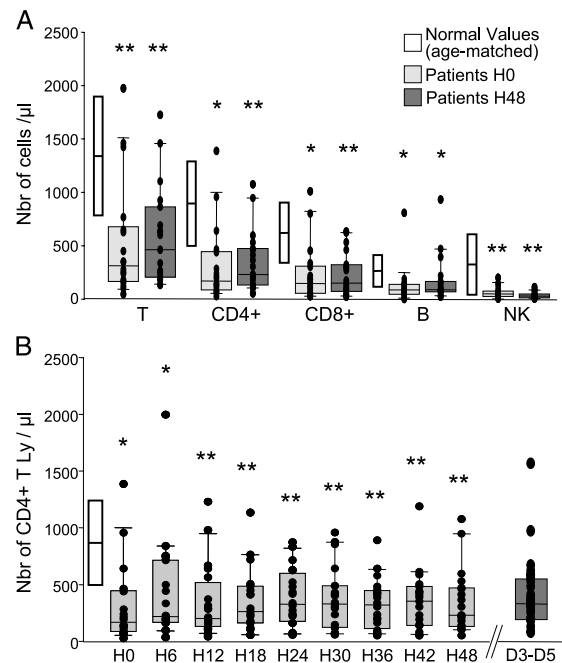 A
Normal Values
(age-matched)
Patients H0
Patients H48
Nbr of cells /µl
2500
2000
1500
1000
500
0
** ** * ** * ** * * ** **
T CD4+ CD8+ B NK
B
Nbr of CD4+ T Ly / µl
2500
2000
1500
1000
500
0
* * ** ** ** ** ** ** **
H0 H6 H12 H18 H24 H30 H36 H42 H48 // D3-D5